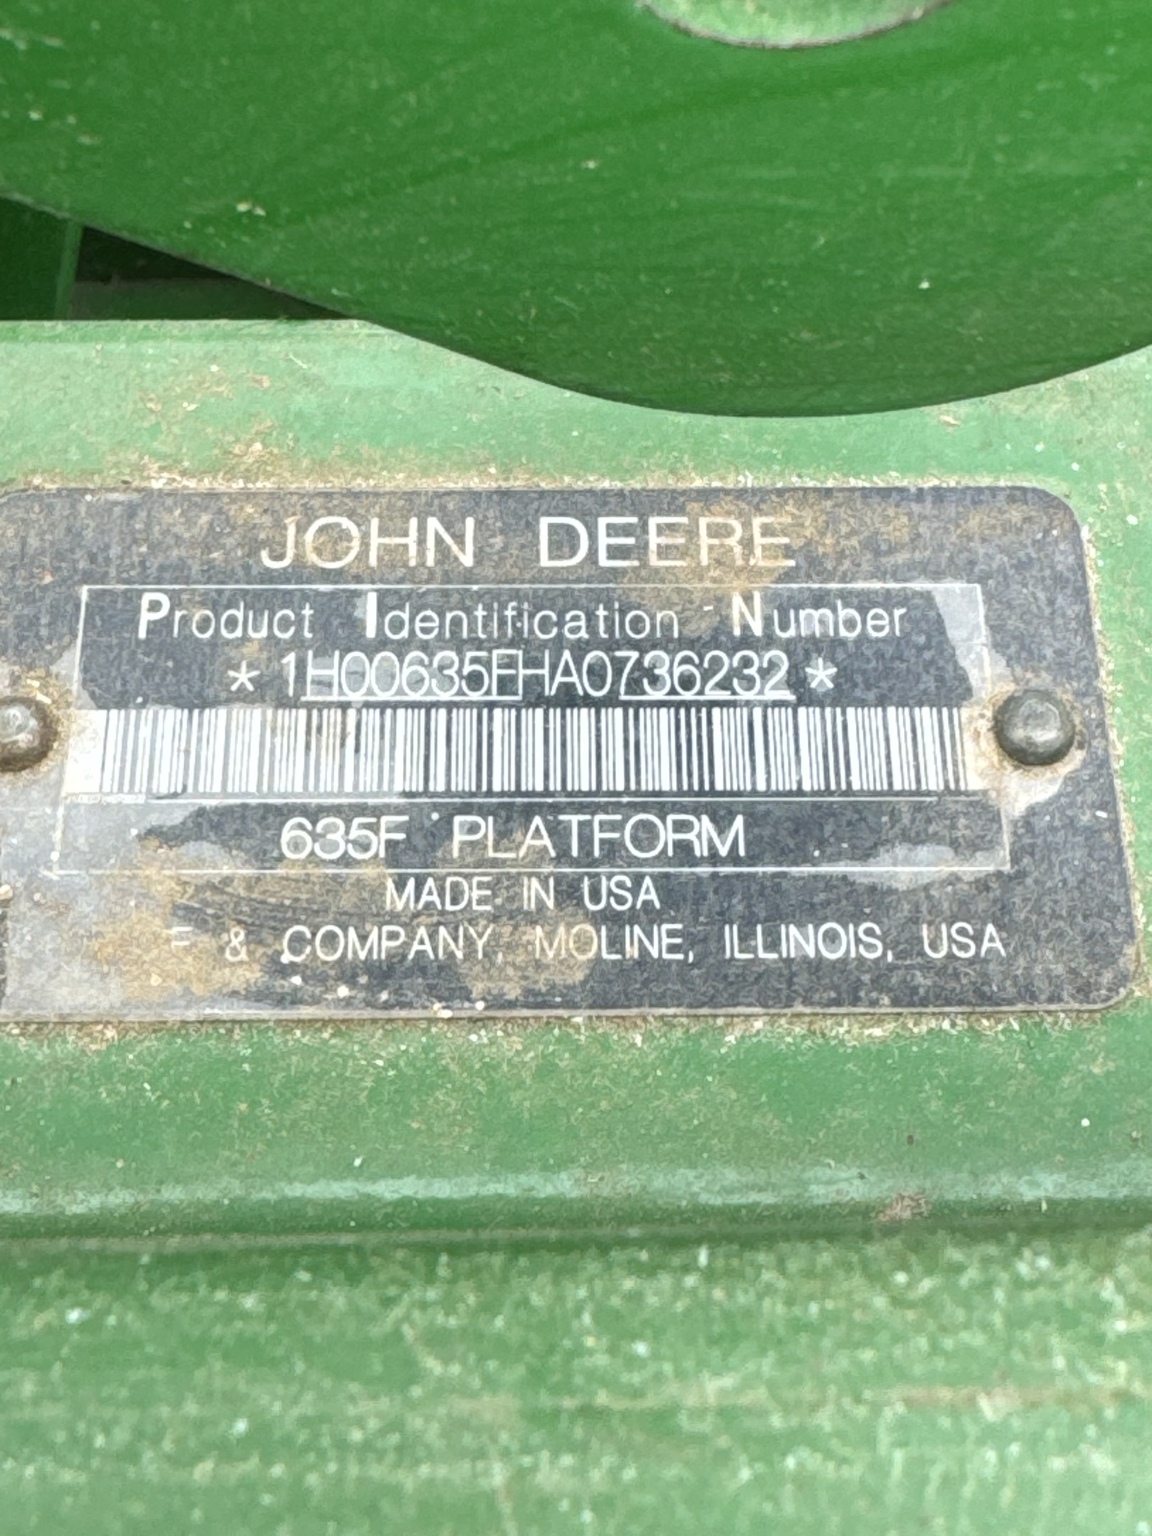 JOHN DEERE
Product Identification Number
*1H00635FHA0736232*
635F PLATFORM
MADE IN USA
& COMPANY, MOLINE, ILLINOIS, USA